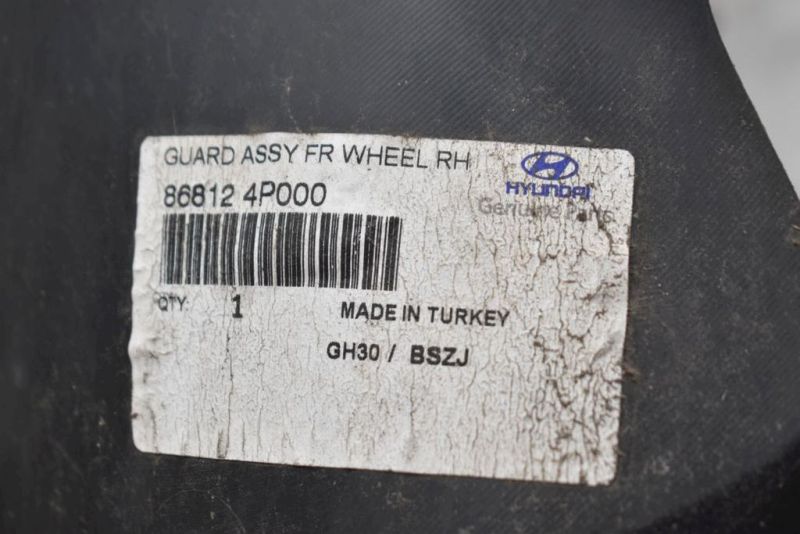 GUARD ASSY FR WHEEL RH
86812 4P000
HYUNDAI
Genuine Parts
QTY: 1
MADE IN TURKEY
GH30 / BSZJ